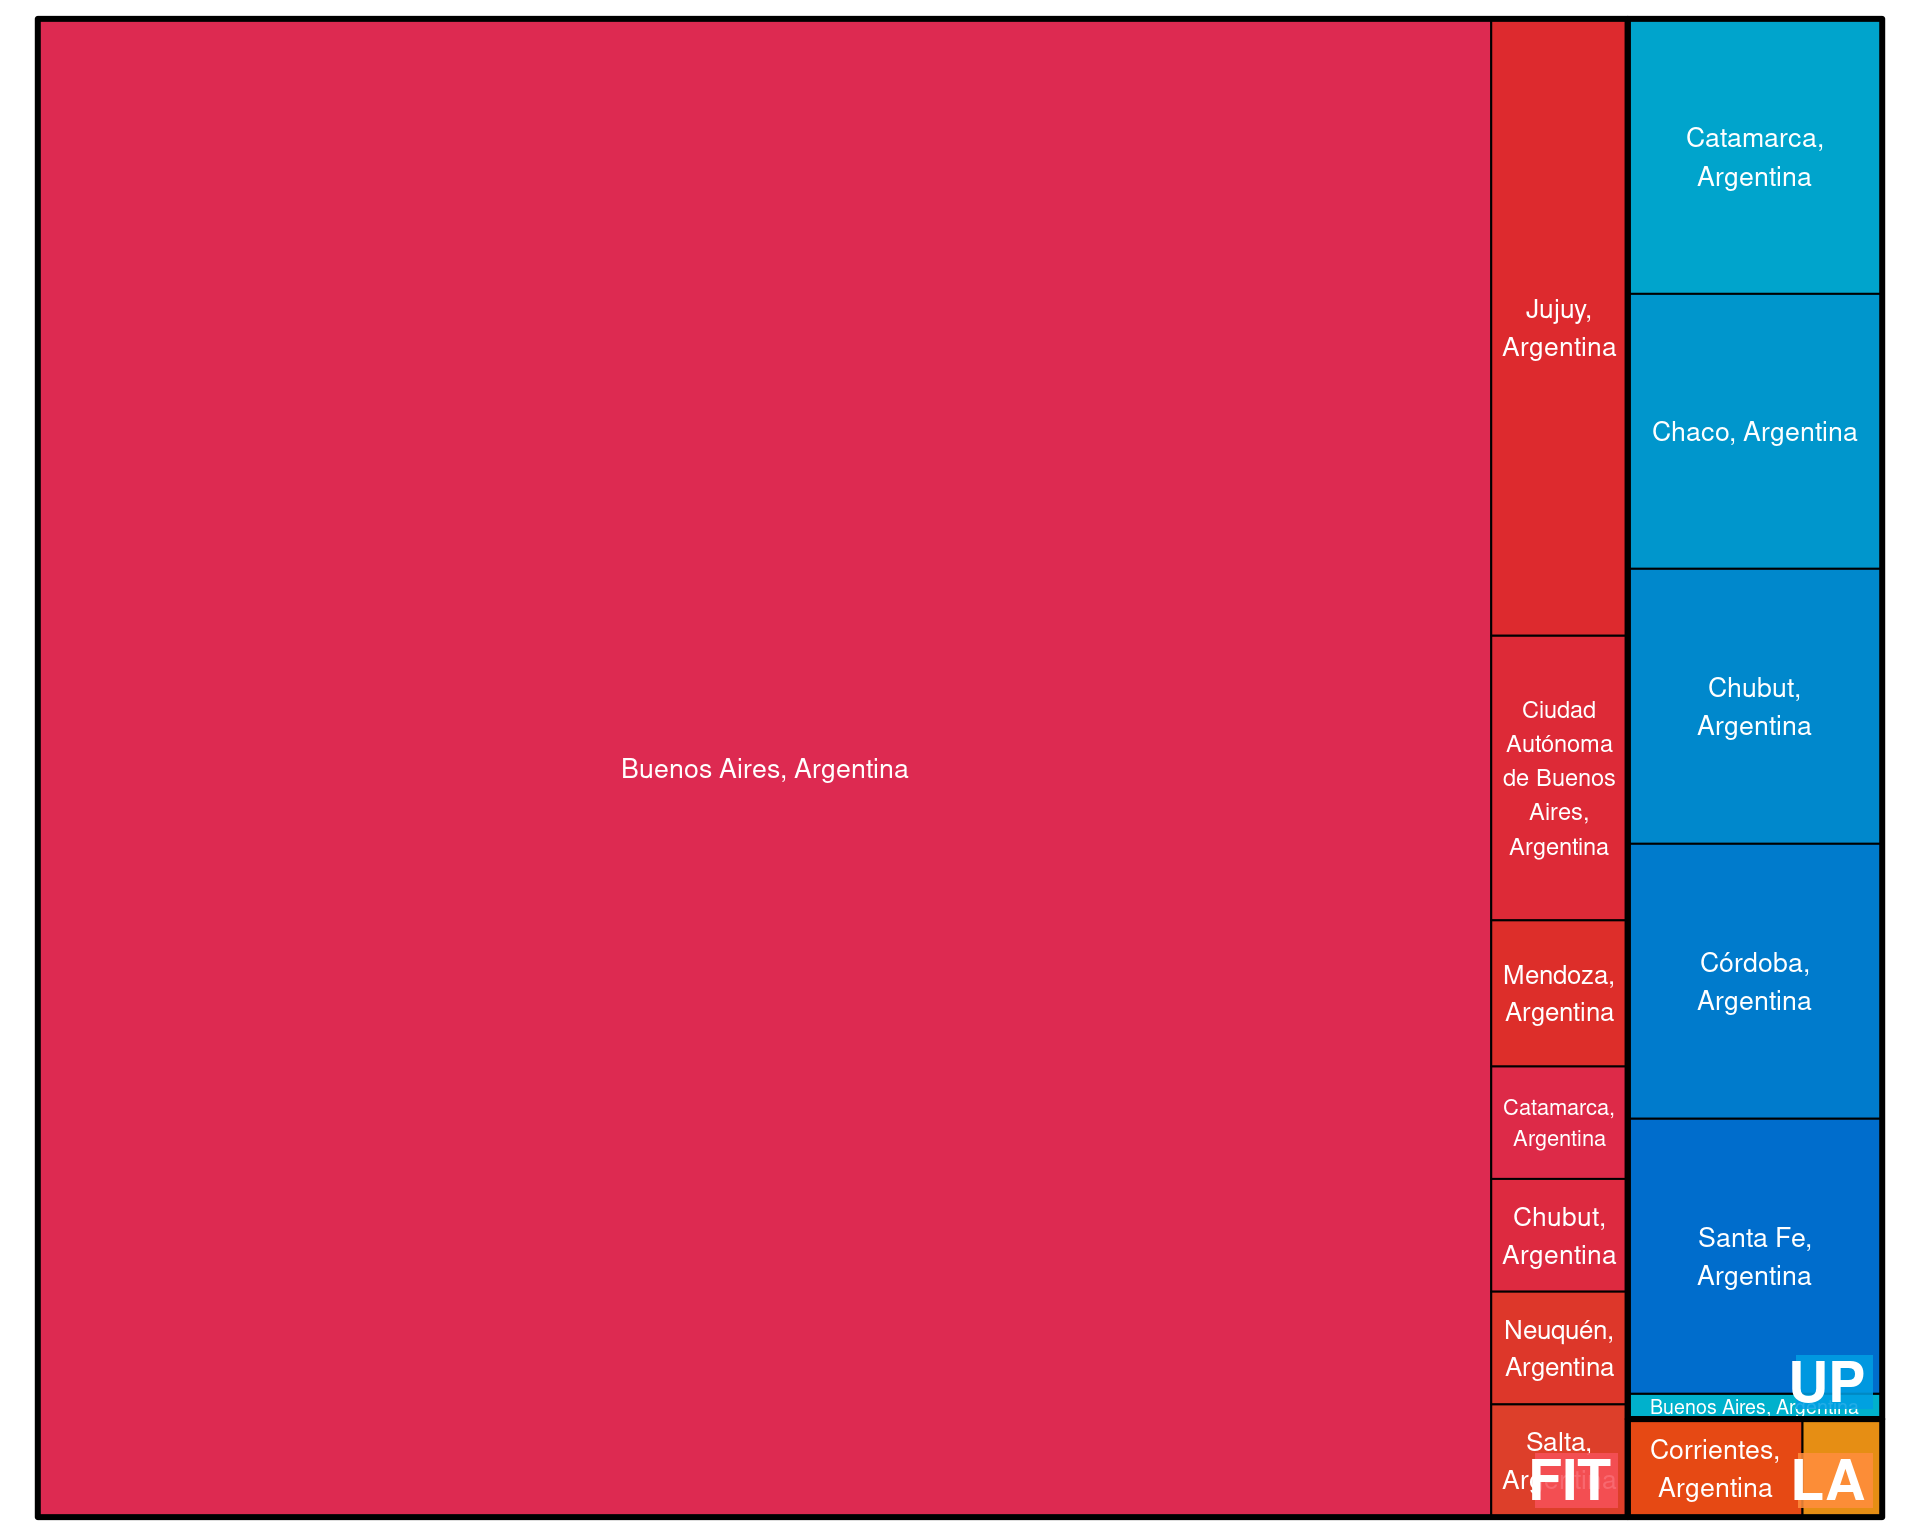 Buenos Aires, Argentina
Jujuy,
Argentina
Ciudad
Autónoma
de Buenos
Aires,
Argentina
Mendoza,
Argentina
Catamarca,
Argentina
Chubut,
Argentina
Neuquén,
Argentina
Salta,
Argentina
FIT
Catamarca,
Argentina
Chaco, Argentina
Chubut,
Argentina
Córdoba,
Argentina
Santa Fe,
Argentina
UP
Buenos Aires, Argentina
Corrientes,
Argentina
LA